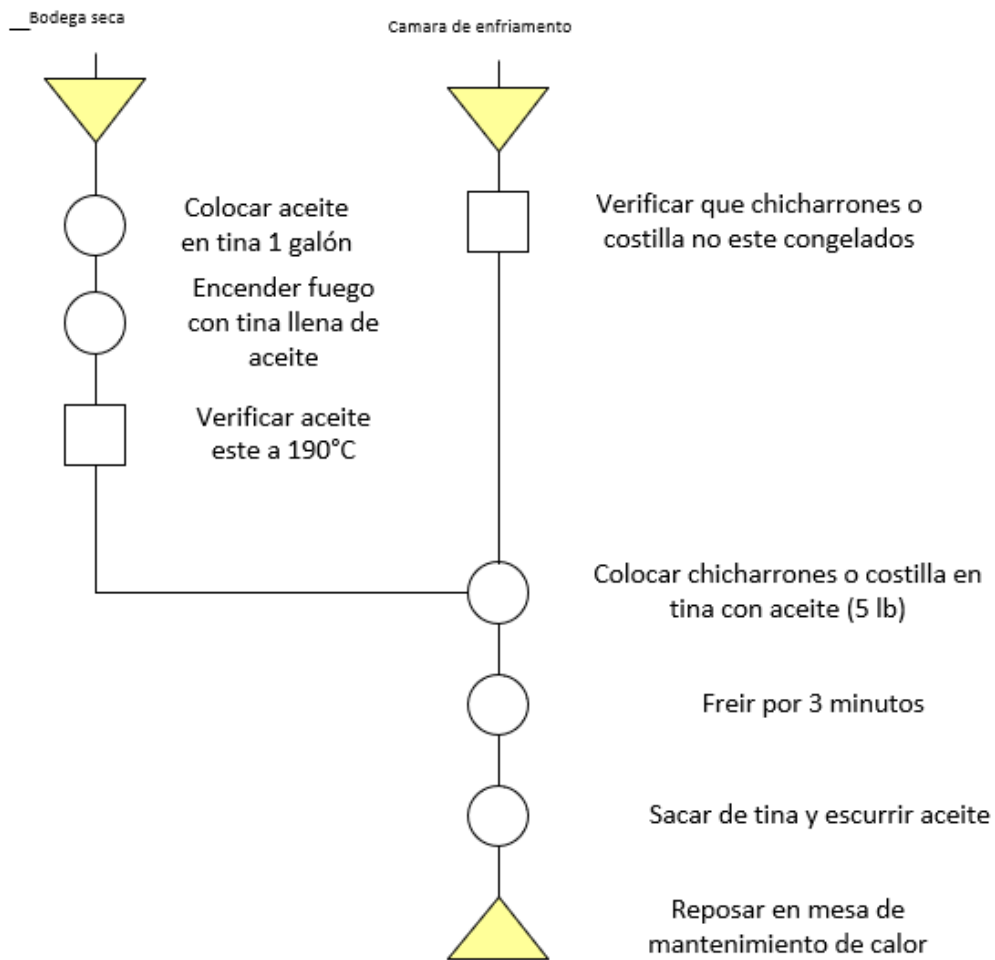 __Bodega seca
Camara de enfriamento
Colocar aceite
en tina 1 galón
Encender fuego
con tina llena de
aceite
Verificar aceite
este a 190°C
Verificar que chicharrones o
costilla no este congelados
Colocar chicharrones o costilla en
tina con aceite (5 lb)
Freir por 3 minutos
Sacar de tina y escurrir aceite
Reposar en mesa de
mantenimiento de calor